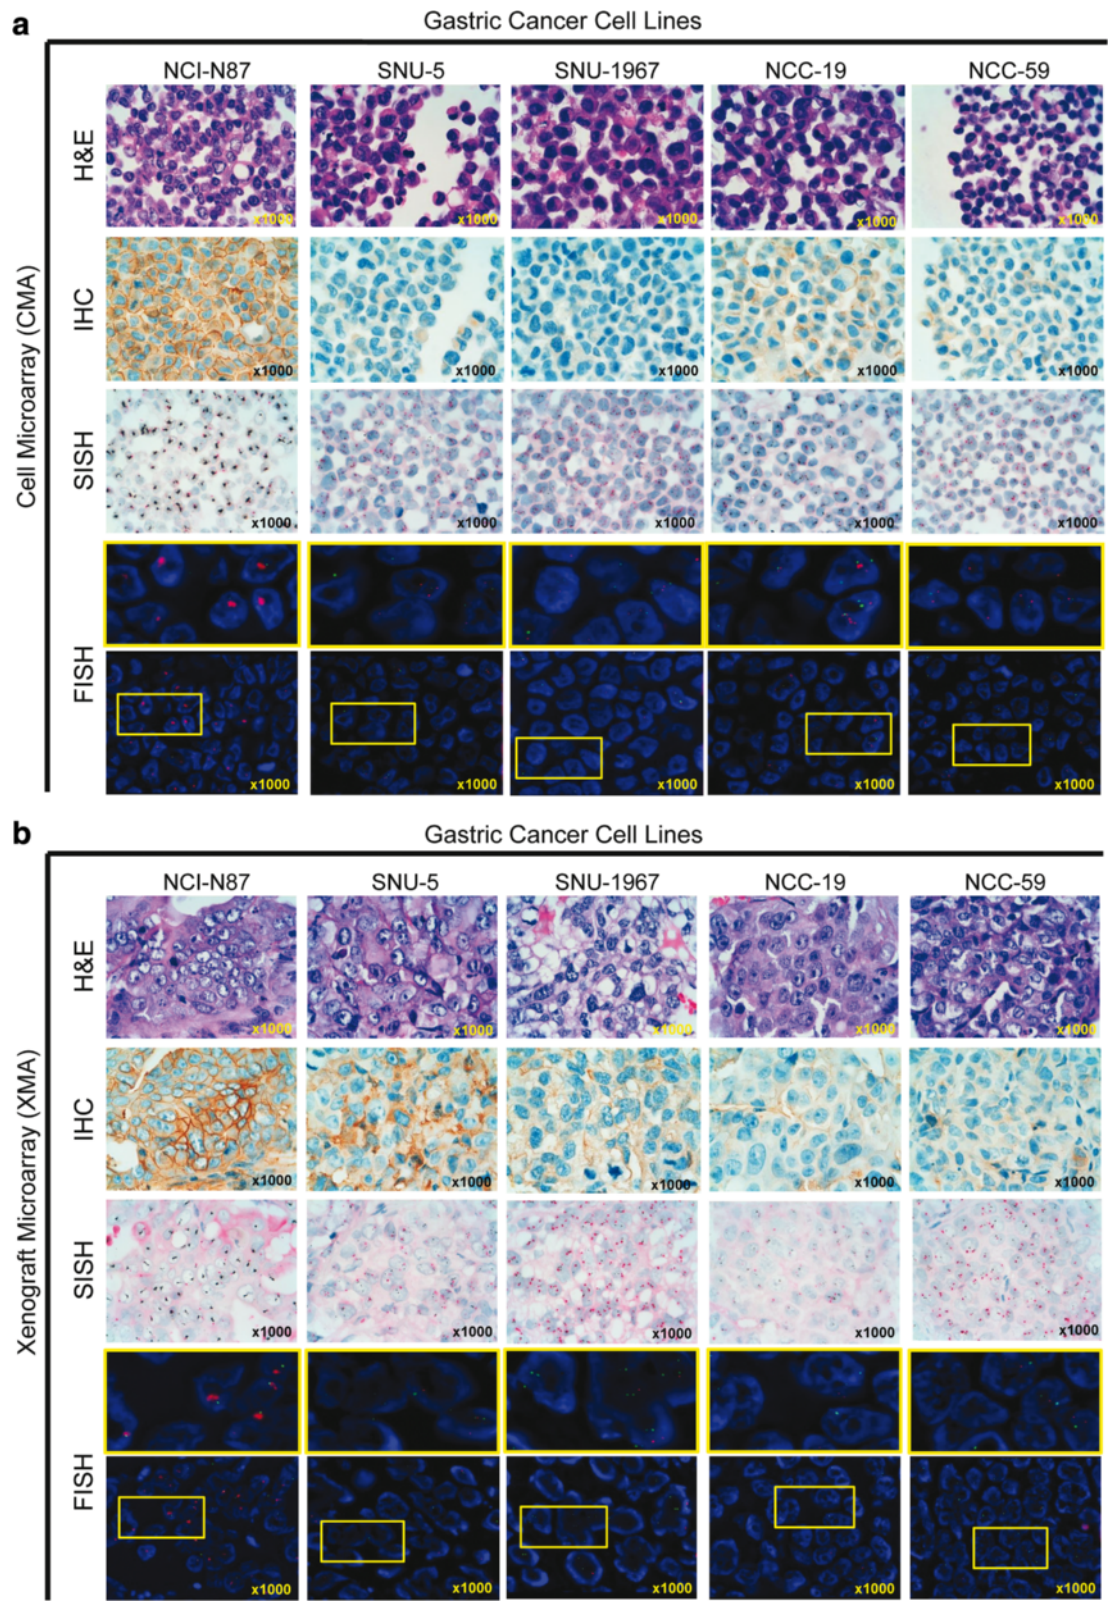 a
Gastric Cancer Cell Lines
NCI-N87 SNU-5 SNU-1967 NCC-19 NCC-59
Cell Microarray (CMA)
H&E
x1000 x1000 x1000 x1000 x1000
IHC
x1000 x1000 x1000 x1000 x1000
SISH
x1000 x1000 x1000 x1000 x1000
FISH
x1000 x1000 x1000 x1000 x1000
b
Gastric Cancer Cell Lines
NCI-N87 SNU-5 SNU-1967 NCC-19 NCC-59
Xenograft Microarray (XMA)
H&E
x1000 x1000 x1000 x1000 x1000
IHC
x1000 x1000 x1000 x1000 x1000
SISH
x1000 x1000 x1000 x1000 x1000
FISH
x1000 x1000 x1000 x1000 x1000